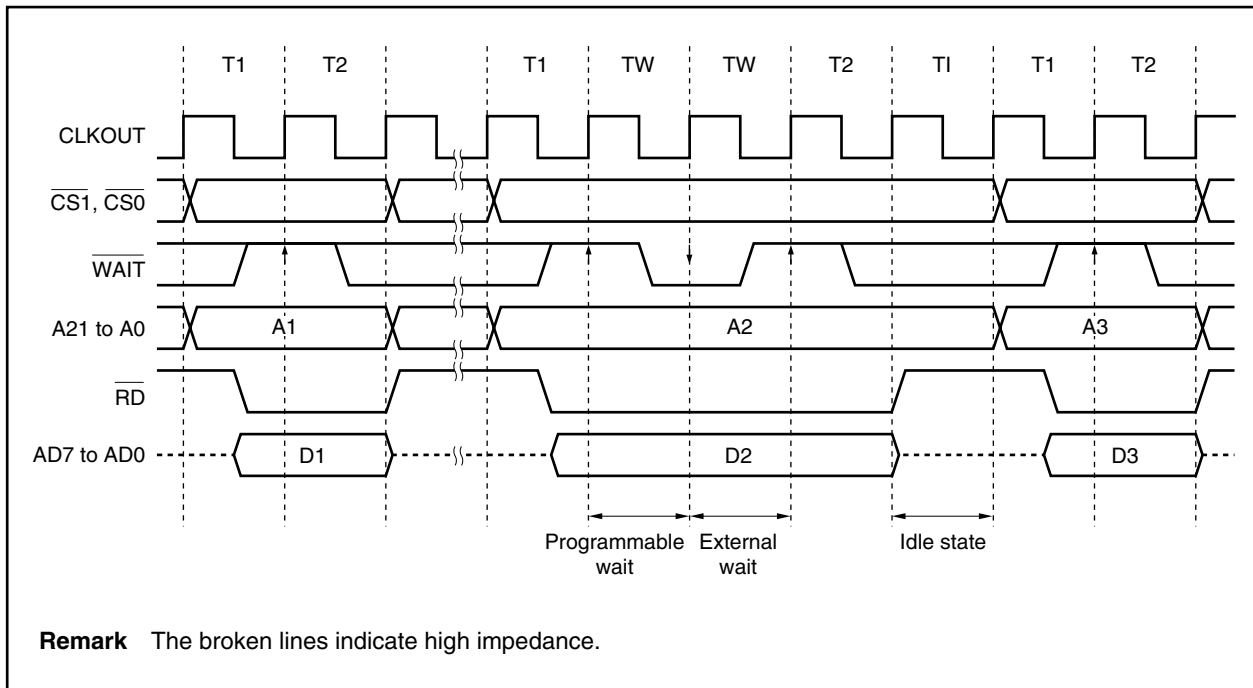 T1 T2 T1 TW TW T2 TI T1 T2
CLKOUT
CS1, CS0
WAIT
A21 to A0 A1 A2 A3
RD
AD7 to AD0 D1 D2 D3
Programmable wait
External wait
Idle state
Remark The broken lines indicate high impedance.